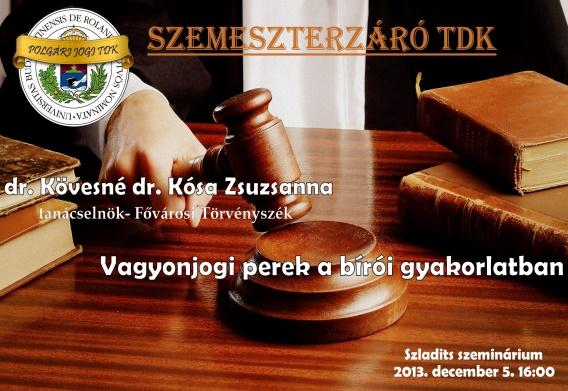 SZEMESZTERZÁRÓ TDK
POLGÁRI JOGI TDK
dr. Kövesné dr. Kósa Zsuzsanna
tanácselnök- Fővárosi Törvényszék
Vagyonjogi perek a bírói gyakorlatban
Szladits szeminárium
2013. december 5. 16:00